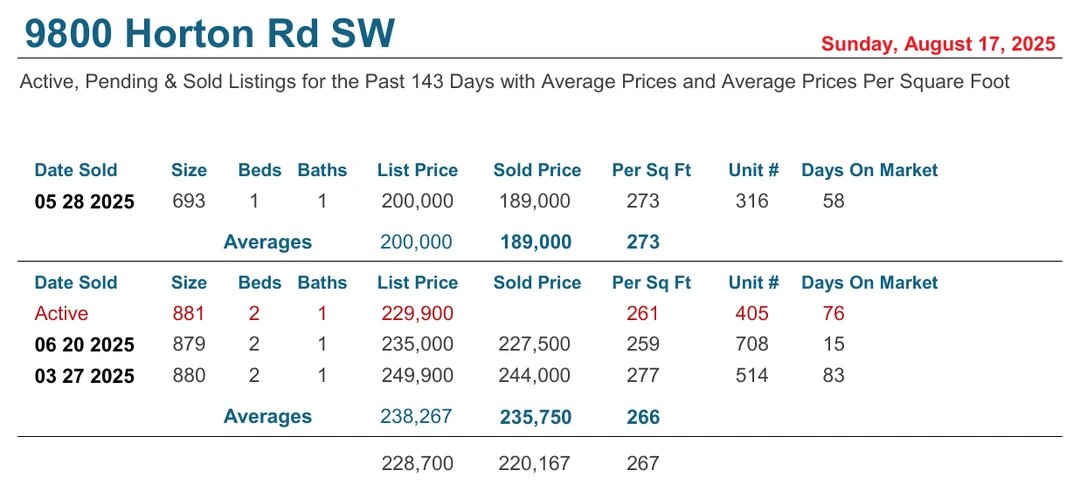 9800 Horton Rd SW
Sunday, August 17, 2025
Active, Pending & Sold Listings for the Past 143 Days with Average Prices and Average Prices Per Square Foot
Date Sold Size Beds Baths List Price Sold Price Per Sq Ft Unit # Days On Market
05 28 2025 693 1 1 200,000 189,000 273 316 58
Averages 200,000 189,000 273
Date Sold Size Beds Baths List Price Sold Price Per Sq Ft Unit # Days On Market
Active 881 2 1 229,900 261 405 76
06 20 2025 879 2 1 235,000 227,500 259 708 15
03 27 2025 880 2 1 249,900 244,000 277 514 83
Averages 238,267 235,750 266
228,700 220,167 267